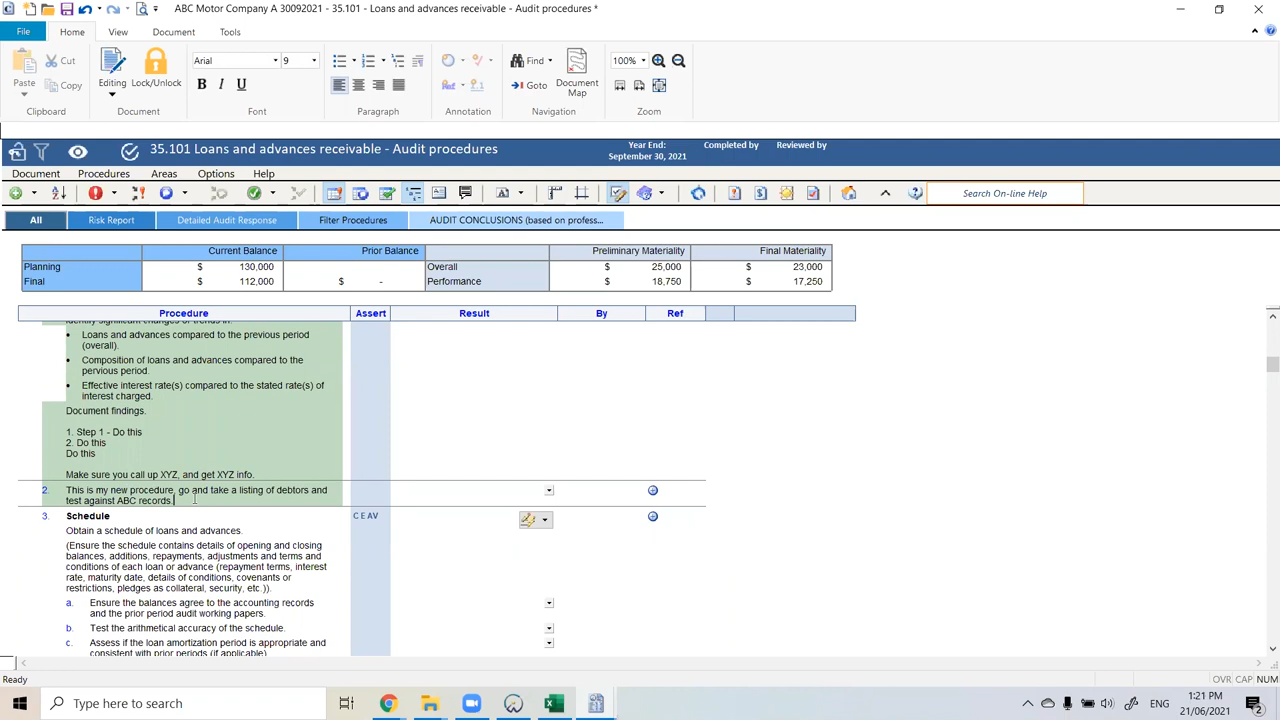 ABC Motor Company A 30092021 - 35.101 - Loans and advances receivable - Audit procedures *
File Home View Document Tools
Paste Cut Copy Clipboard
Editing Lock/Unlock Document
Arial 9 B I U Font
Paragraph
Ref Annotation
Find Goto Document Map Navigation
100% Zoom
35.101 Loans and advances receivable - Audit procedures
Year End: September 30, 2021
Completed by
Reviewed by
Document Procedures Areas Options Help
A
Search On-line Help
All Risk Report Detailed Audit Response Filter Procedures AUDIT CONCLUSIONS (based on profess...
Current Balance Prior Balance Preliminary Materiality Final Materiality
Planning $ 130,000 Overall $ 25,000 $ 23,000
Final $ 112,000 $ - Performance $ 18,750 $ 17,250
Procedure Assert Result By Ref
identify significant changes or trends in:
• Loans and advances compared to the previous period
(overall).
• Composition of loans and advances compared to the
pervious period.
• Effective interest rate(s) compared to the stated rate(s) of
interest charged.
Document findings.
1. Step 1 - Do this
2. Do this
Do this
Make sure you call up XYZ, and get XYZ info.
2. This is my new procedure, go and take a listing of debtors and
test against ABC records.
3. Schedule C E A V
Obtain a schedule of loans and advances.
(Ensure the schedule contains details of opening and closing
balances, additions, repayments, adjustments and terms and
conditions of each loan or advance (repayment terms, interest
rate, maturity date, details of conditions, covenants or
restrictions, pledges as collateral, security, etc.)).
a. Ensure the balances agree to the accounting records
and the prior period audit working papers.
b. Test the arithmetical accuracy of the schedule.
c. Assess if the loan amortization period is appropriate and
consistent with prior periods (if applicable)
Ready OVR CAP NUM
Type here to search
ENG
1:21 PM
21/06/2021
2